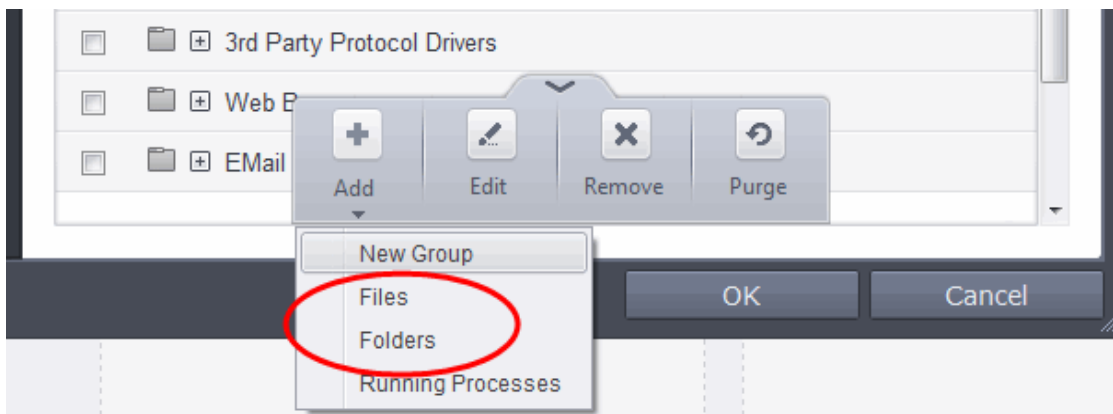 3rd Party Protocol Drivers
Web B
EMail
Add
Edit
Remove
Purge
New Group
Files
Folders
Running Processes
OK
Cancel